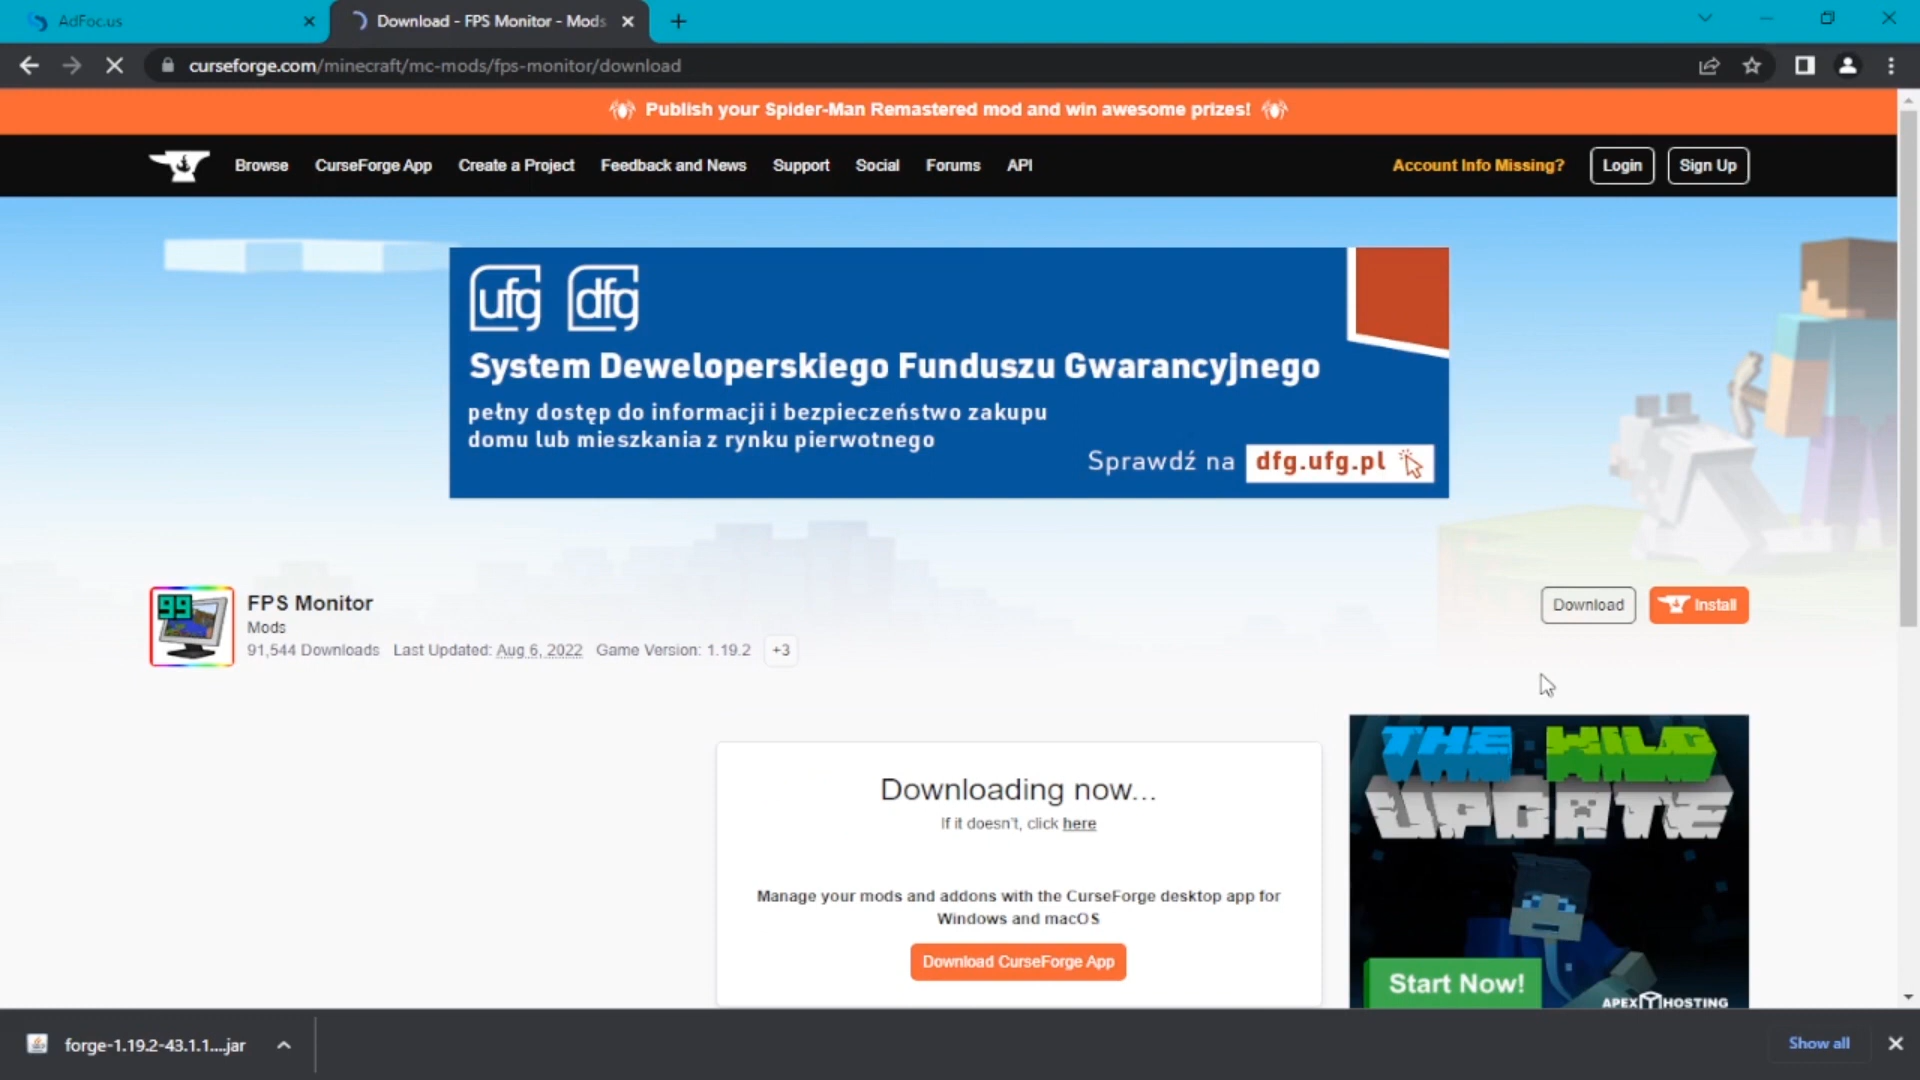 AdFoc.us
Download - FPS Monitor - Mods
curseforge.com/minecraft/mc-mods/fps-monitor/download
Publish your Spider-Man Remastered mod and win awesome prizes!
Browse CurseForge App Create a Project Feedback and News Support Social Forums API Account Info Missing? Login Sign Up
ufg dfg
System Deweloperskiego Funduszu Gwarancyjnego
pełny dostęp do informacji i bezpieczeństwo zakupu
domu lub mieszkania z rynku pierwotnego
Sprawdź na dfg.ufg.pl
99
FPS Monitor
Mods
91,544 Downloads Last Updated: Aug 6, 2022 Game Version: 1.19.2 +3
Download Install
THE WILD
UPDATE
Downloading now...
If it doesn't, click here
Manage your mods and addons with the CurseForge desktop app for
Windows and macOS
Download CurseForge App
Start Now!
APEX HOSTING
forge-1.19.2-43.1.1....jar
Show all